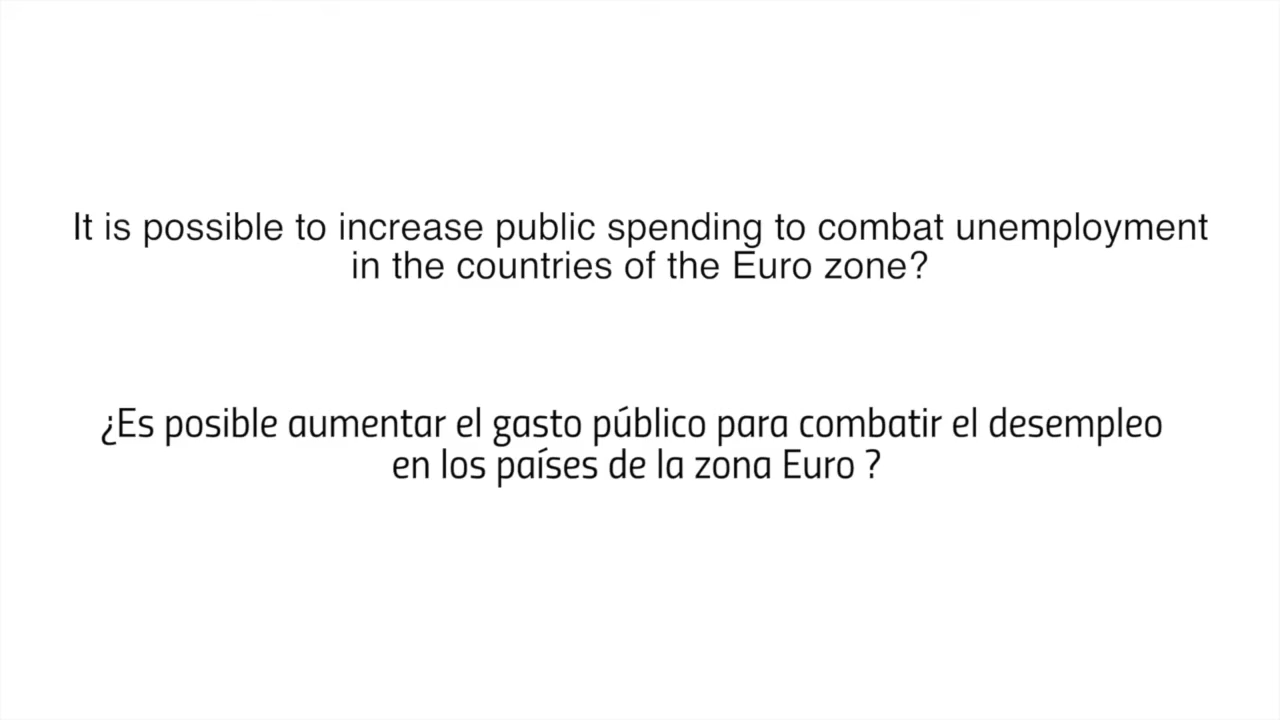 It is possible to increase public spending to combat unemployment
in the countries of the Euro zone?
¿Es posible aumentar el gasto público para combatir el desempleo
en los países de la zona Euro ?